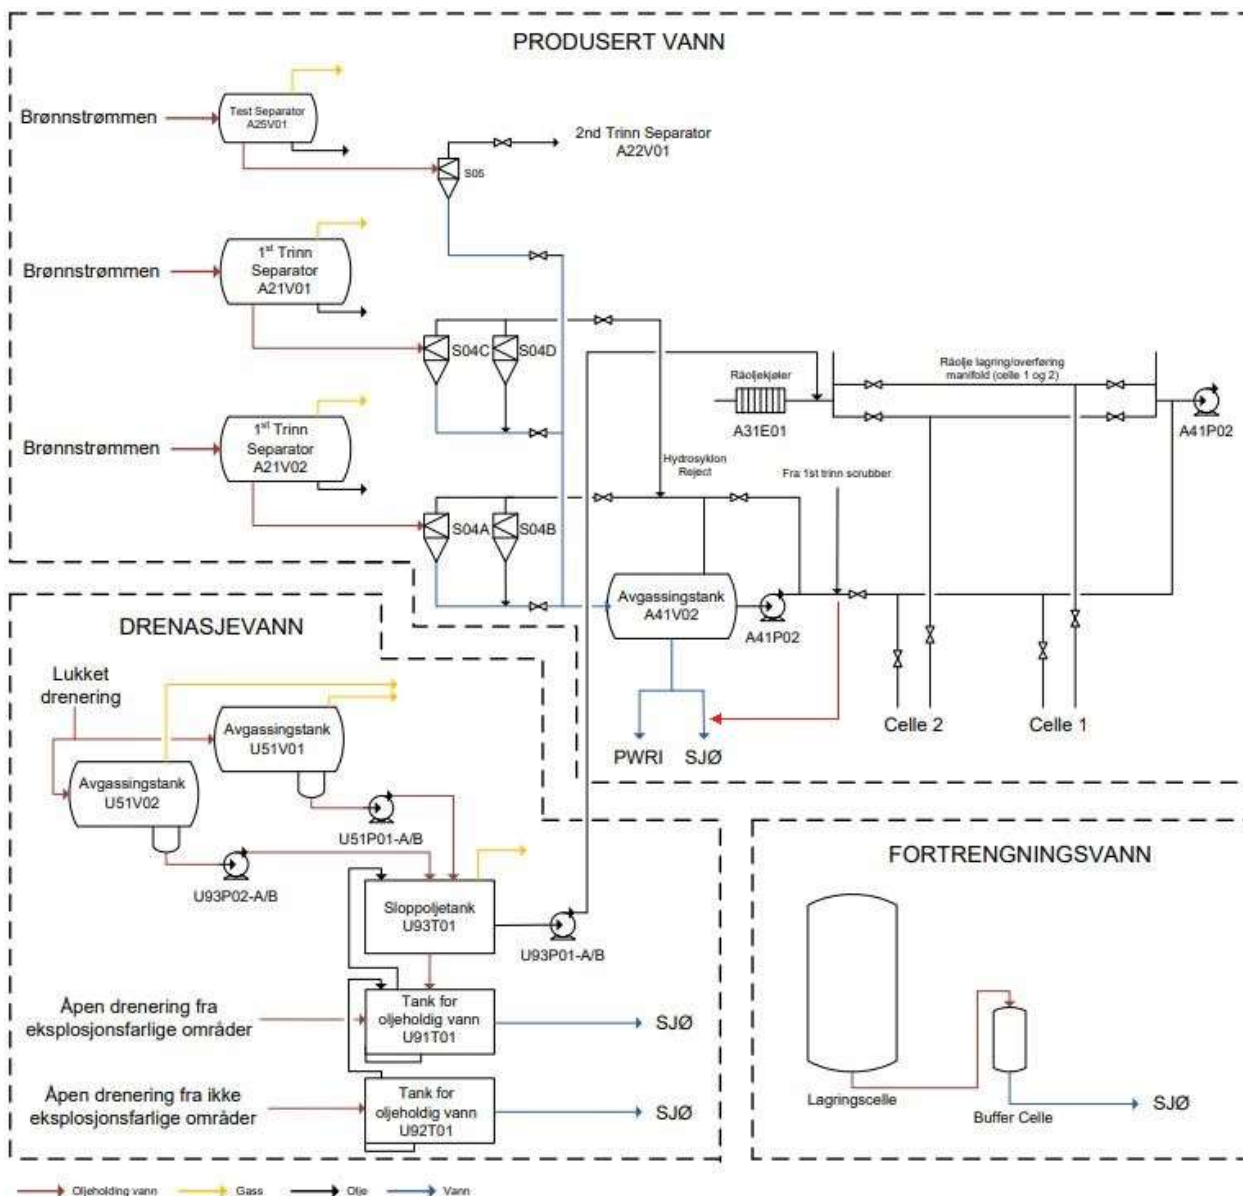 PRODUSERT VANN
Brønnstrømmen
Test Separator
A25V01
2nd Trinn Separator
A22V01
S05
Brønnstrømmen
1st Trinn
Separator
A21V01
S04C
S04D
Råoljekjøler
A31E01
Råolje lagring/overføring
manifold (celle 1 og 2)
A41P02
Brønnstrømmen
1st Trinn
Separator
A21V02
Hydrosyklon
Reject
Fra 1st trinn scrubber
S04A
S04B
Avgassingstank
A41V02
A41P02
Celle 2
Celle 1
PWRI
SJØ
DRENASJEVANN
Lukket
drenering
Avgassingstank
U51V01
Avgassingstank
U51V02
U51P01-A/B
U93P02-A/B
Sloppoljetank
U93T01
U93P01-A/B
Åpen drenering fra
eksplosjonsfarlige områder
Tank for
oljeholdig vann
U91T01
SJØ
Åpen drenering fra ikke
eksplosjonsfarlige områder
Tank for
oljeholdig vann
U92T01
SJØ
FORTRENGNINGSVANN
Lagringscelle
Buffer Celle
SJØ
Oljeholding vann
Gass
Olje
Vann